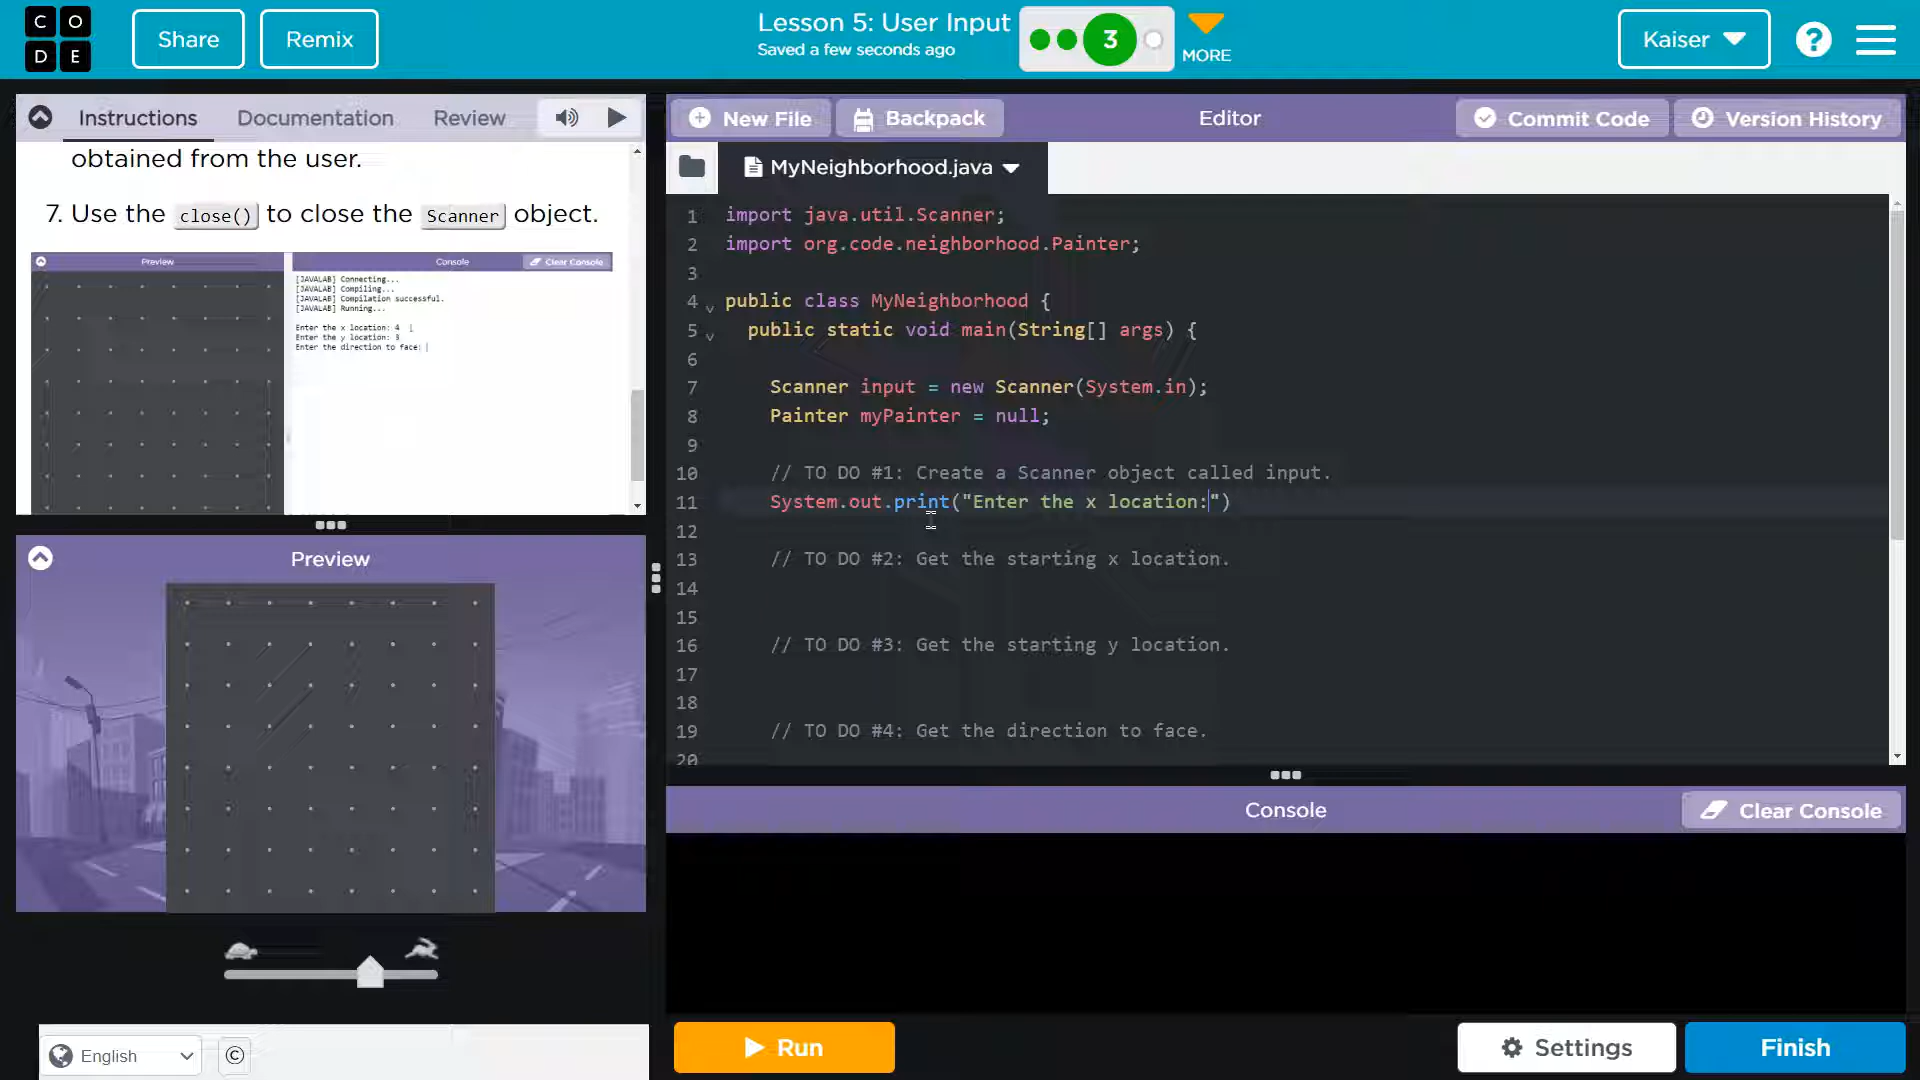 C O
D E
Share
Remix
Lesson 5: User Input
Saved a few seconds ago
3
MORE
Kaiser
?
Instructions
Documentation
Review
obtained from the user.
7. Use the close() to close the Scanner object.
Preview
Console
Clear Console
[JAVALAB] Connecting...
[JAVALAB] Compiling...
[JAVALAB] Compilation successful.
[JAVALAB] Running...
Enter the x location: 4
Enter the y location: 3
Enter the direction to face:
Preview
English
©
New File
Backpack
Editor
Commit Code
Version History
MyNeighborhood.java
1 import java.util.Scanner;
2 import org.code.neighborhood.Painter;
3
4 public class MyNeighborhood {
5 public static void main(String[] args) {
6
7 Scanner input = new Scanner(System.in);
8 Painter myPainter = null;
9
10 // TO DO #1: Create a Scanner object called input.
11 System.out.print("Enter the x location:")
12
13 // TO DO #2: Get the starting x location.
14
15
16 // TO DO #3: Get the starting y location.
17
18
19 // TO DO #4: Get the direction to face.
20
Console
Clear Console
Run
Settings
Finish